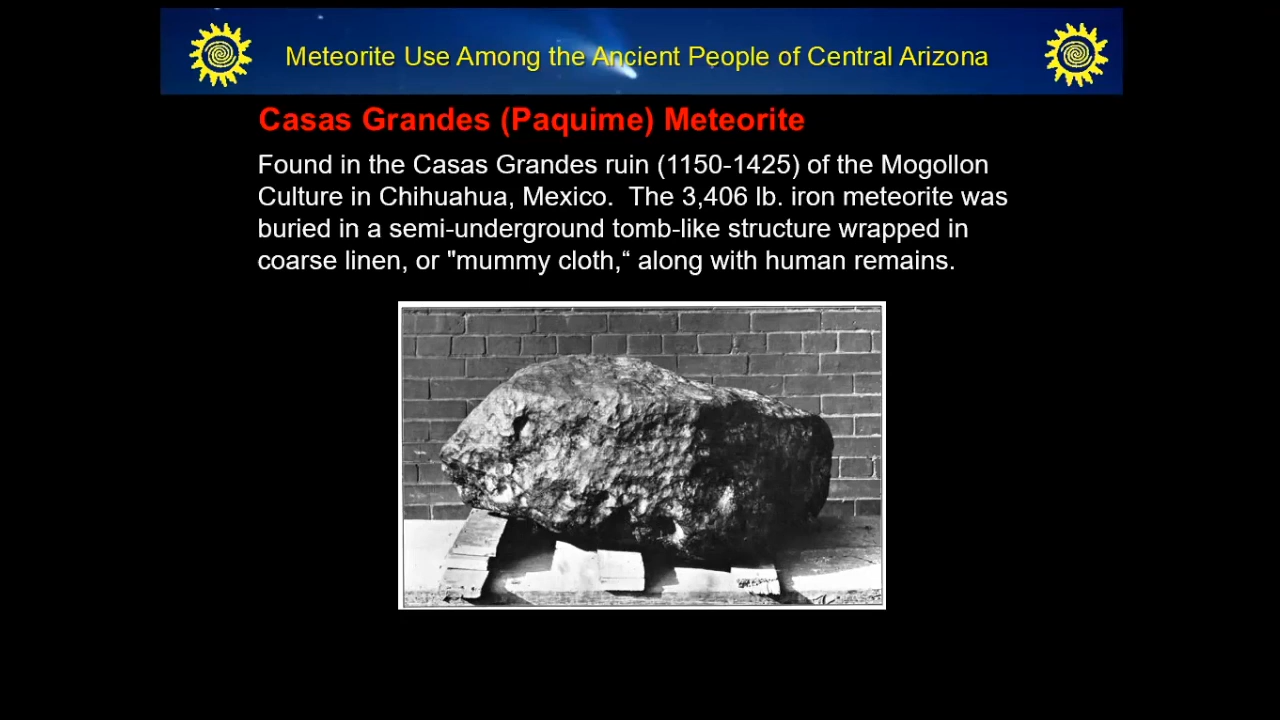 Meteorite Use Among the Ancient People of Central Arizona
Casas Grandes (Paquime) Meteorite
Found in the Casas Grandes ruin (1150-1425) of the Mogollon
Culture in Chihuahua, Mexico.  The 3,406 lb. iron meteorite was
buried in a semi-underground tomb-like structure wrapped in
coarse linen, or "mummy cloth,“ along with human remains.